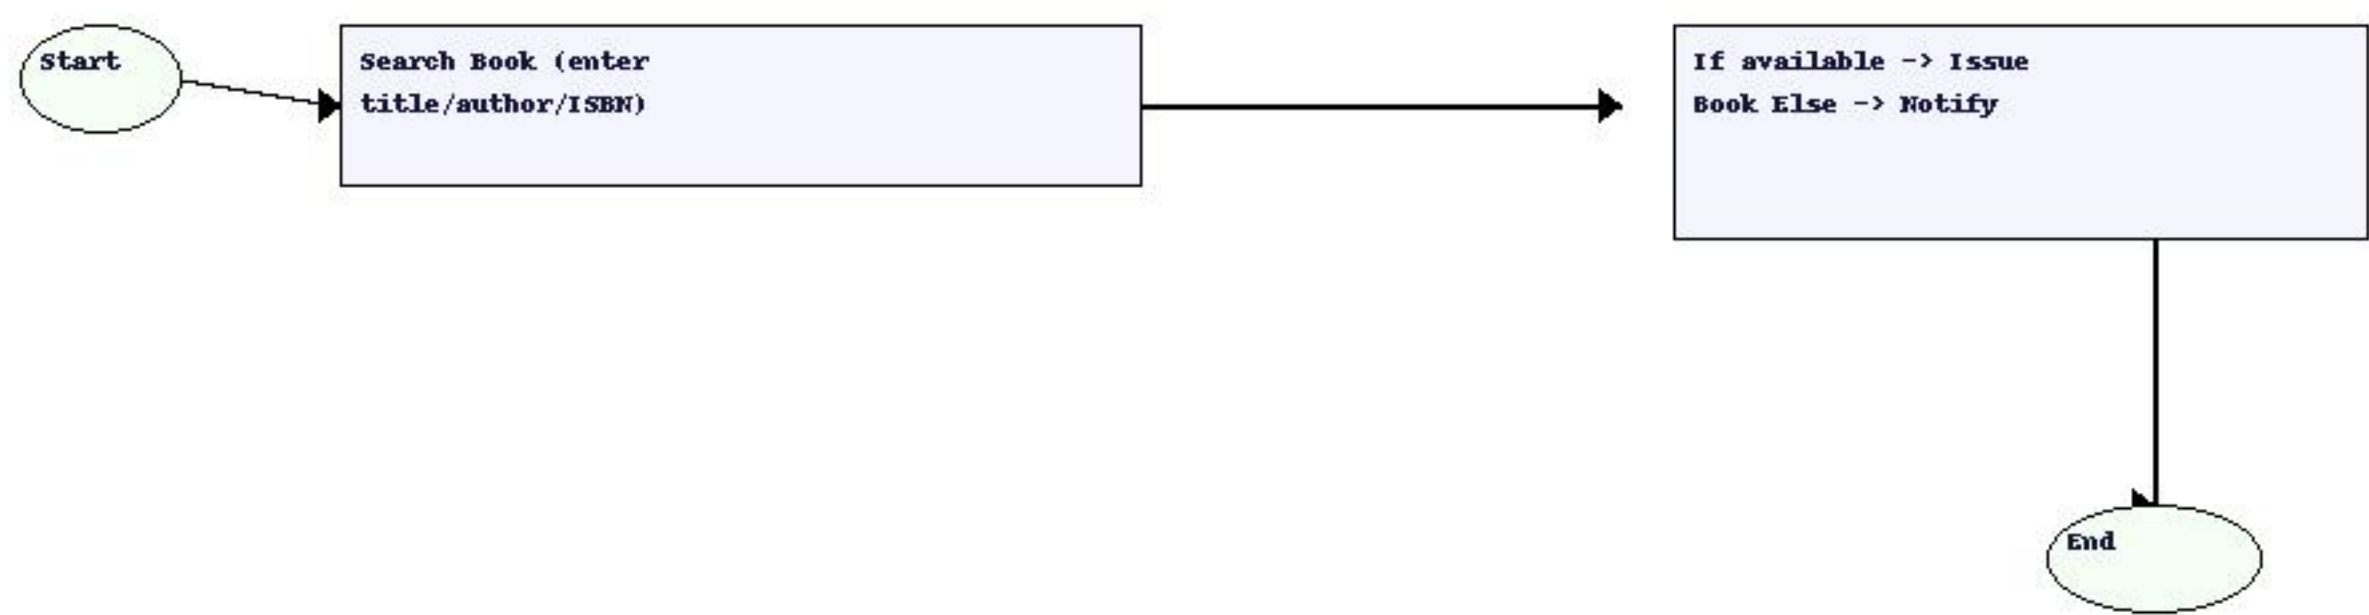 Start
Search Book (enter
title/author/ISBN)
If available -> Issue
Book Else -> Notify
End